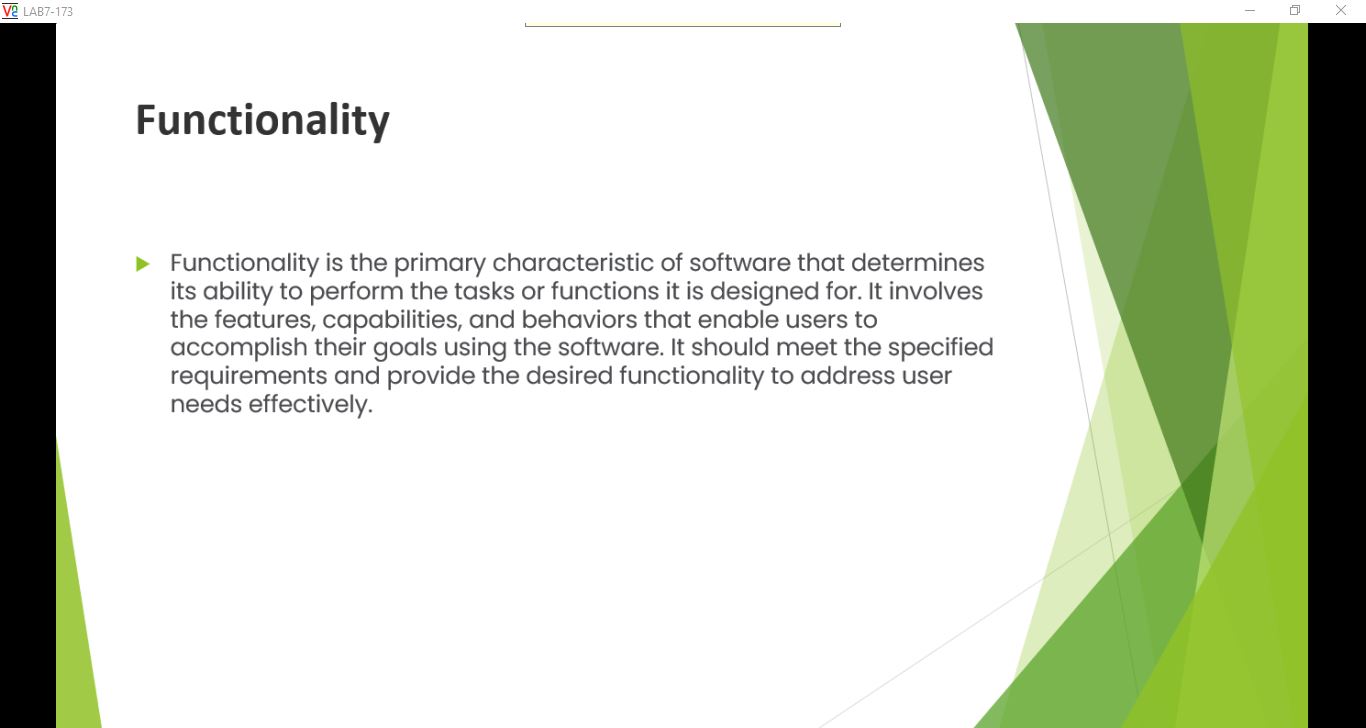 LAB7-173
Functionality
Functionality is the primary characteristic of software that determines
its ability to perform the tasks or functions it is designed for. It involves
the features, capabilities, and behaviors that enable users to
accomplish their goals using the software. It should meet the specified
requirements and provide the desired functionality to address user
needs effectively.